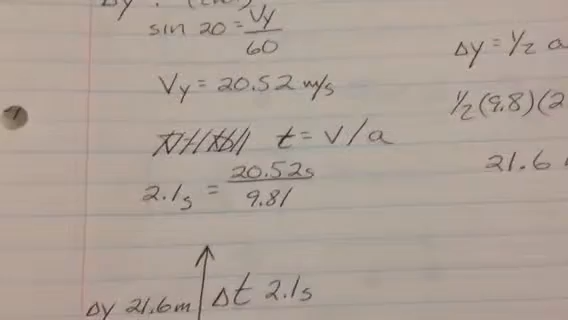 Δy
sin 20 = Vy/60
Vy = 20.52 m/s
t = V/a
2.1s = 20.52s/9.81
Δy 21.6m Δt 2.1s
Δy = 1/2 a
1/2(9.8)(2
21.6